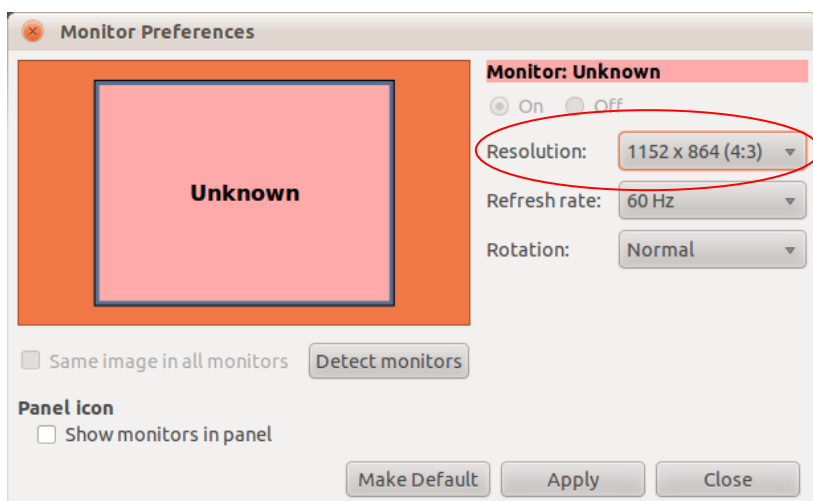 Monitor Preferences
Monitor: Unknown
On Off
Resolution: 1152 x 864 (4:3)
Unknown
Refresh rate: 60 Hz
Rotation: Normal
Same image in all monitors Detect monitors
Panel icon
Show monitors in panel
Make Default Apply Close